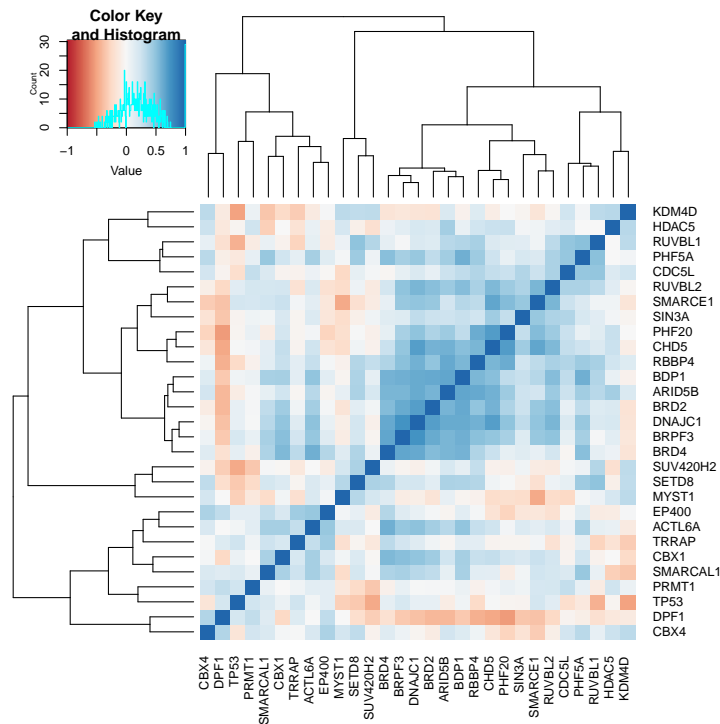 Color Key
and Histogram
Count
0 10 20 30
−1 −0.5 0 0.5 1
Value
KDM4D
HDAC5
RUVBL1
PHF5A
CDC5L
RUVBL2
SMARCE1
SIN3A
PHF20
CHD5
RBBP4
BDP1
ARID5B
BRD2
DNAJC1
BRPF3
BRD4
SUV420H2
SETD8
MYST1
EP400
ACTL6A
TRRAP
CBX1
SMARCAL1
PRMT1
TP53
DPF1
CBX4
CBX4
DPF1
TP53
PRMT1
SMARCAL1
CBX1
TRRAP
ACTL6A
EP400
MYST1
SETD8
SUV420H2
BRD4
BRPF3
DNAJC1
BRD2
ARID5B
BDP1
RBBP4
CHD5
PHF20
SIN3A
SMARCE1
RUVBL2
CDC5L
PHF5A
RUVBL1
HDAC5
KDM4D